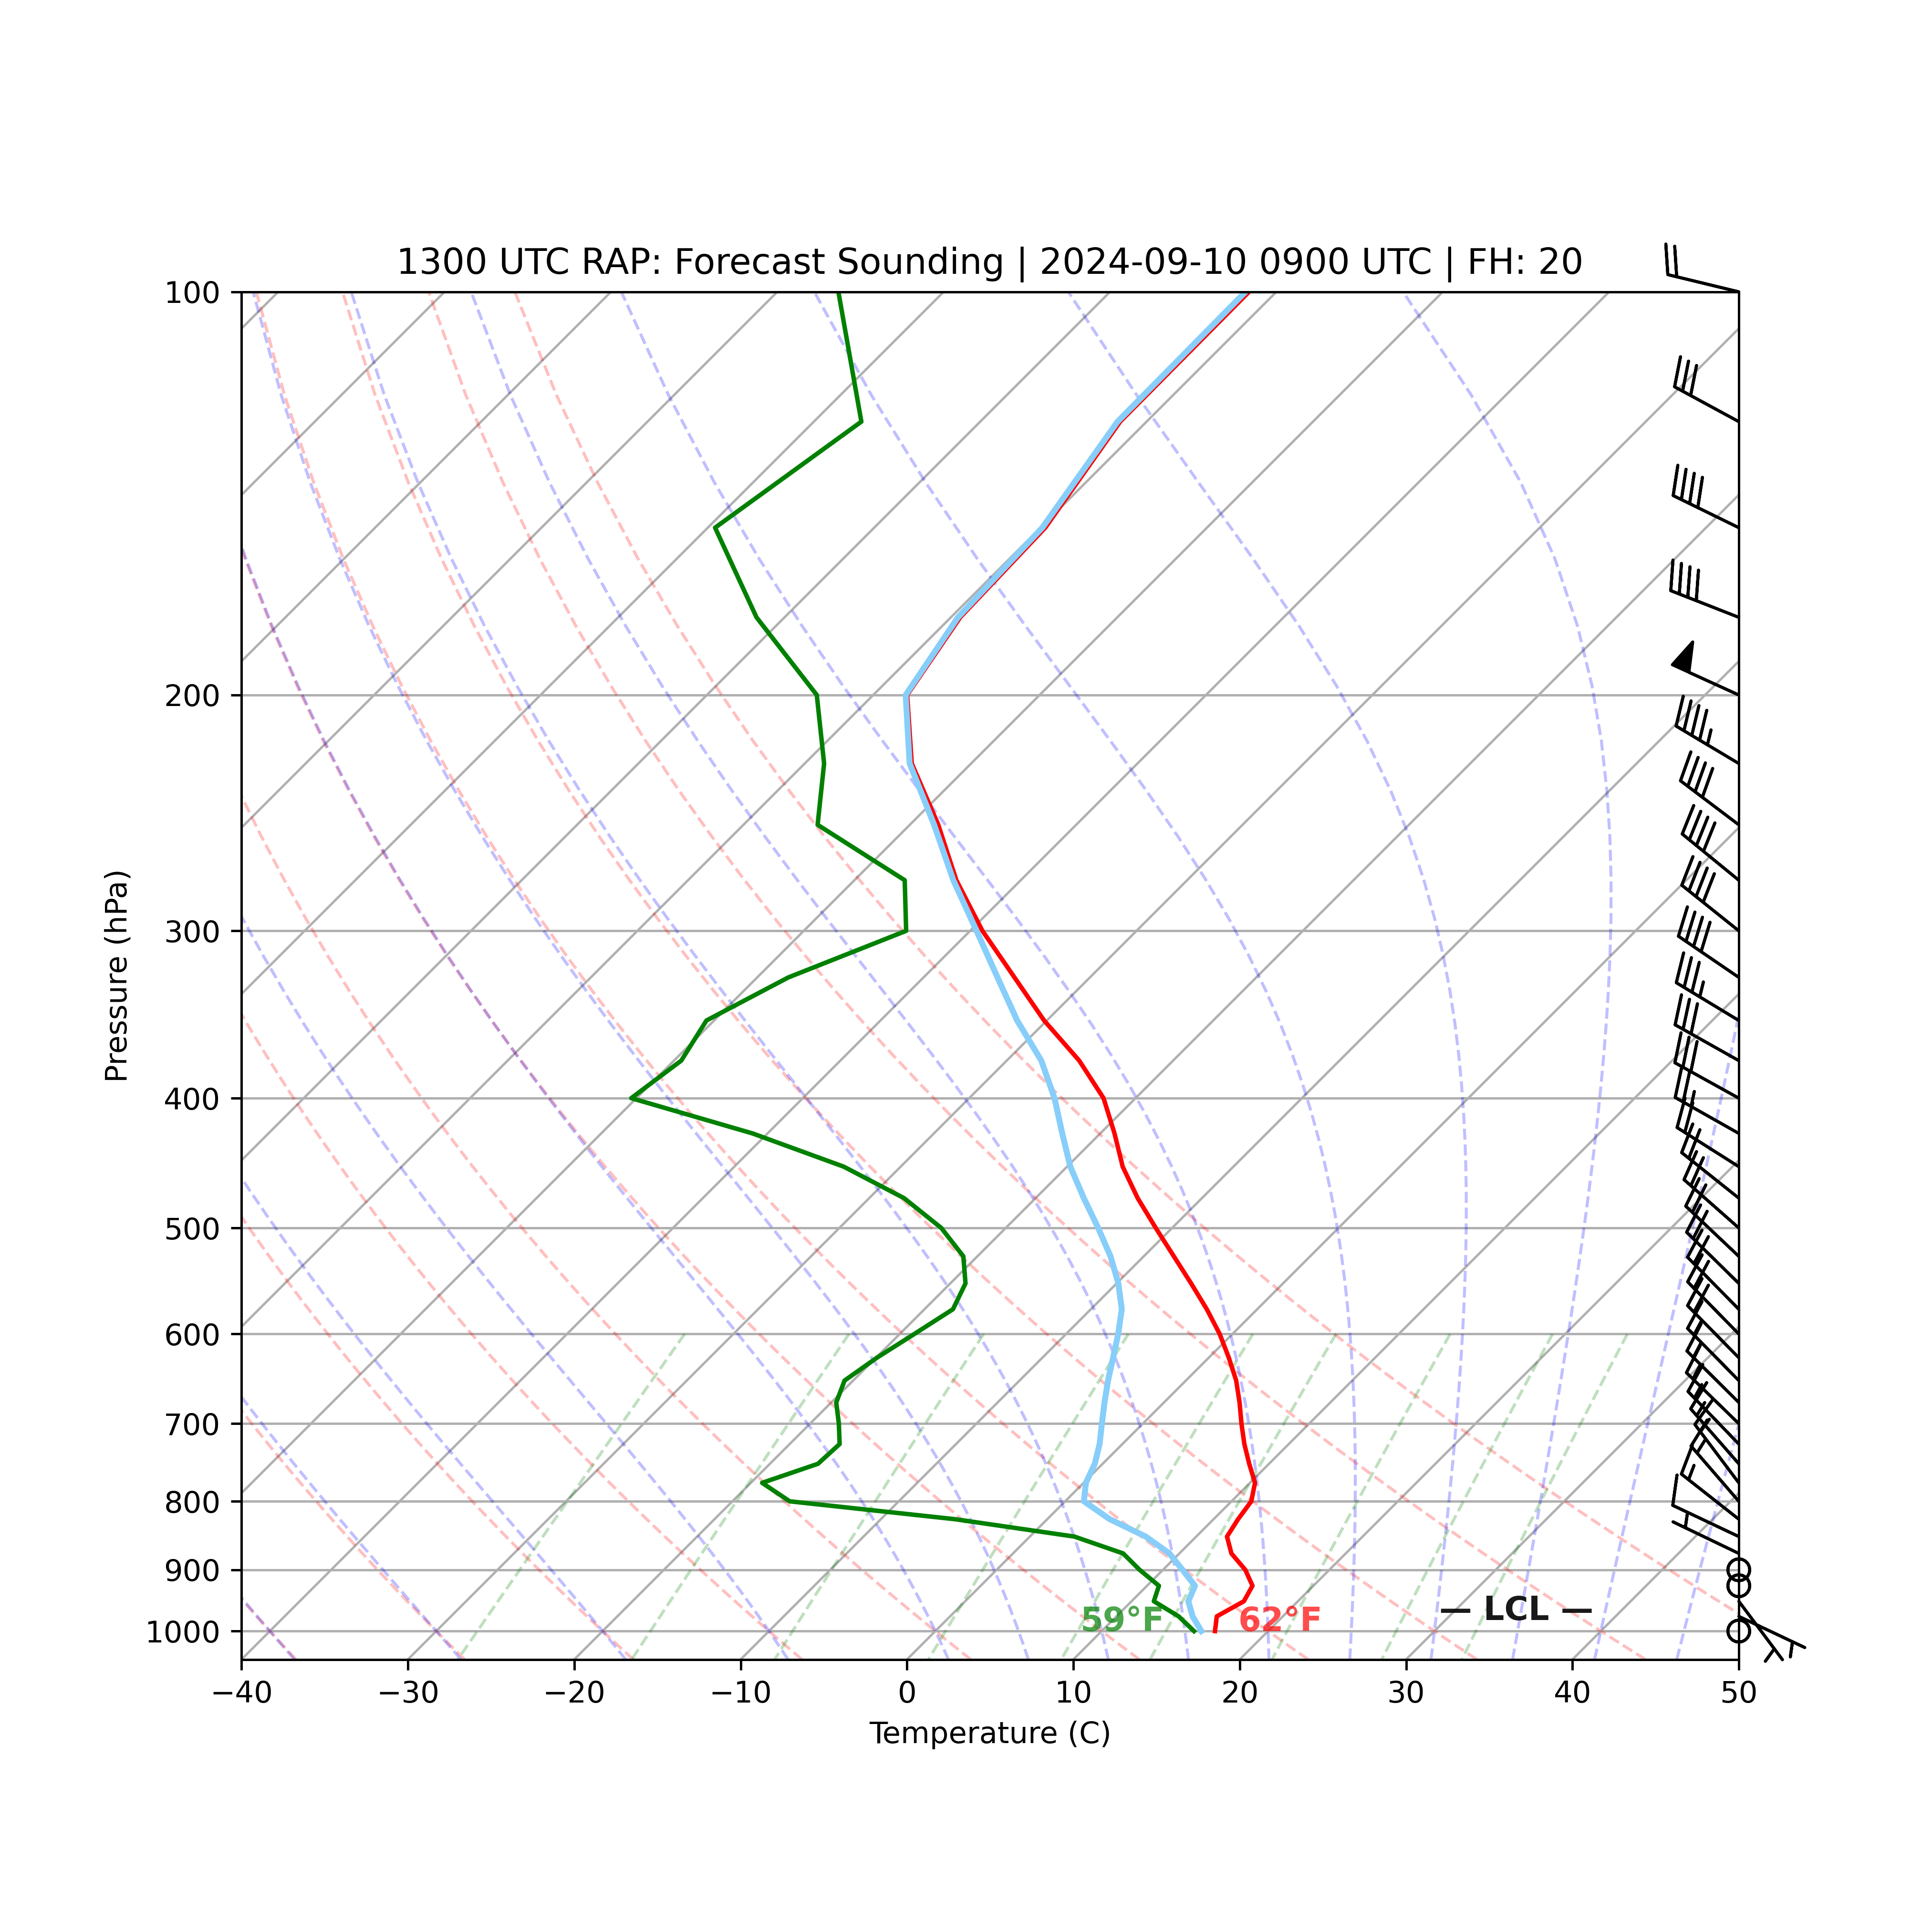 1300 UTC RAP: Forecast Sounding | 2024-09-10 0900 UTC | FH: 20
100
200
300
400
500
600
700
800
900
1000
Pressure (hPa)
59°F
62°F
— LCL —
−40 −30 −20 −10 0 10 20 30 40 50
Temperature (C)